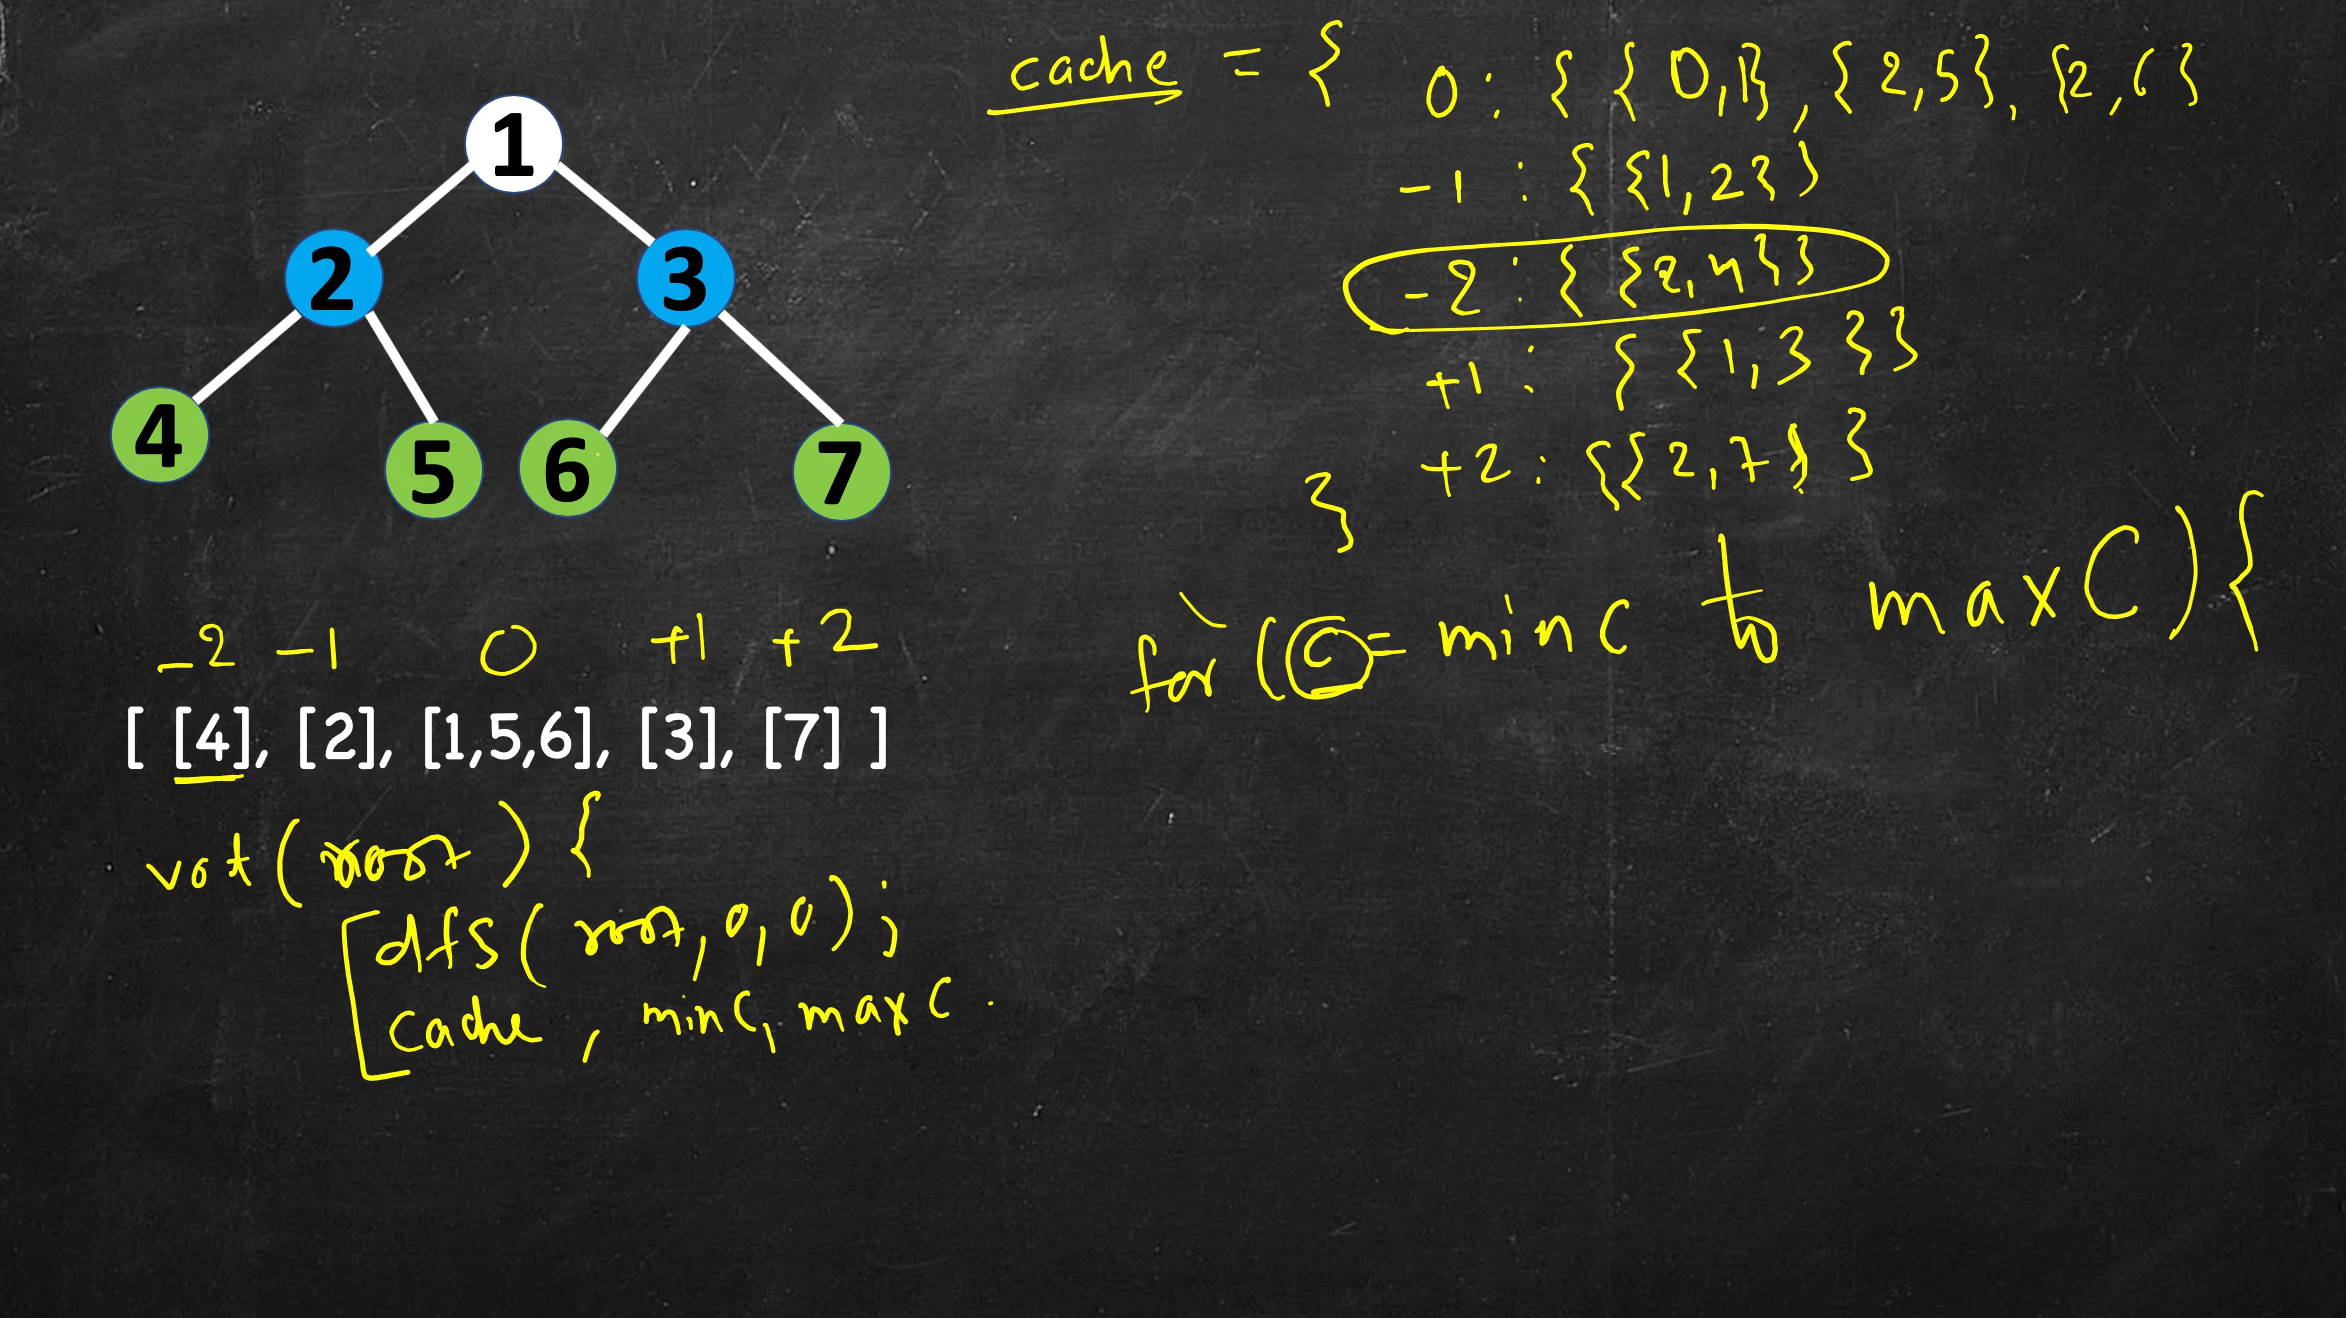 1
2 3
4 5 6 7
-2 -1 0 +1 +2
[ [4], [2], [1,5,6], [3], [7] ]
vot(root) {
dfs(root, 0, 0);
cache, minC, maxC.
cache = {
0: { {0,1}, {2,5}, {2,6}
-1 : { {1,2} }
-2 : { {2,4} }
+1 : { {1,3} }
+2 : { {2,7} }
}
for (C = minC to maxC) {